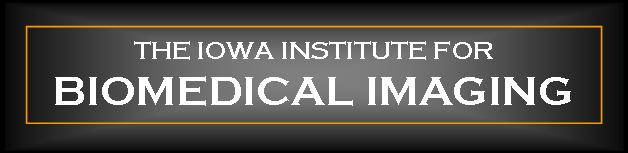 THE IOWA INSTITUTE FOR
BIOMEDICAL IMAGING